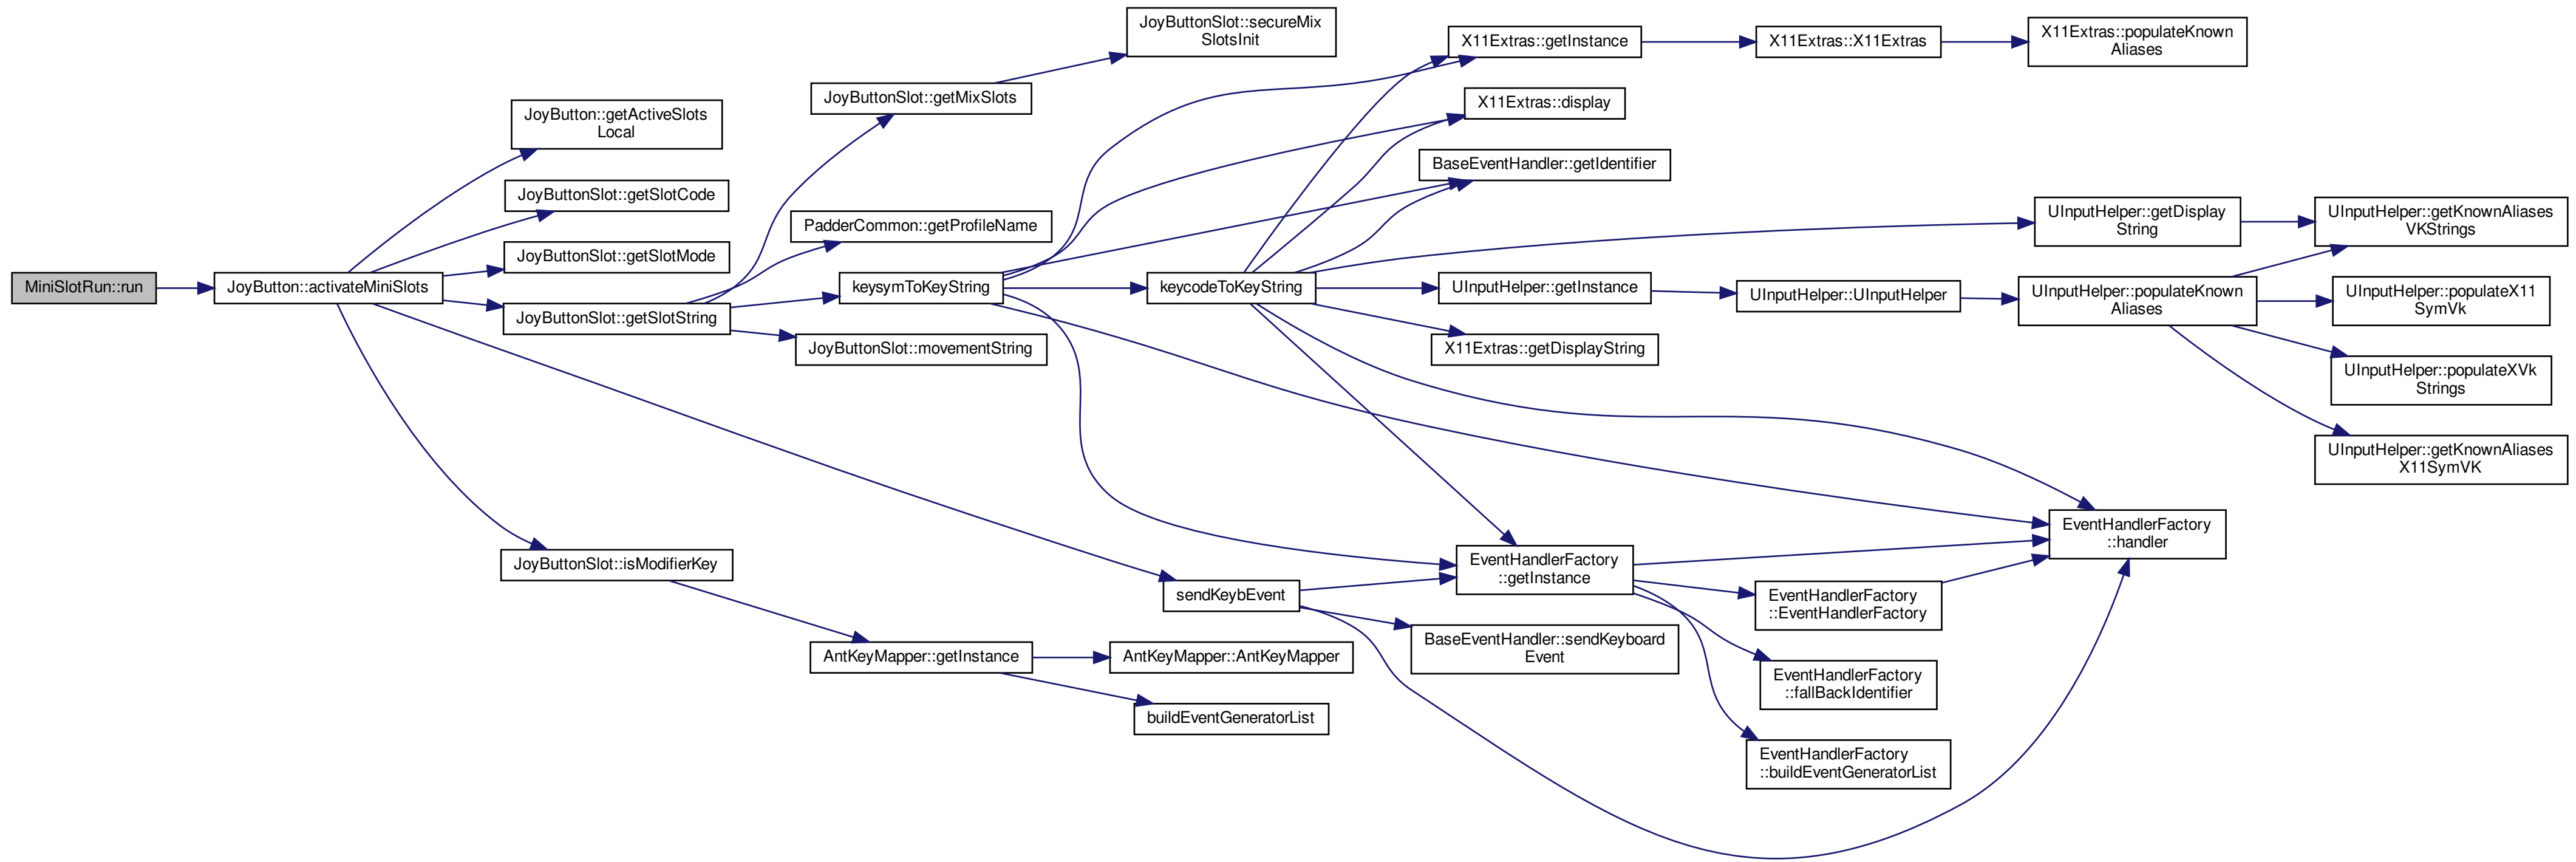 MiniSlotRun::run
JoyButton::activateMiniSlots
JoyButton::getActiveSlots
Local
JoyButtonSlot::getSlotCode
JoyButtonSlot::getSlotMode
JoyButtonSlot::getSlotString
JoyButtonSlot::isModifierKey
JoyButtonSlot::getMixSlots
PadderCommon::getProfileName
keysymToKeyString
JoyButtonSlot::movementString
AntKeyMapper::getInstance
JoyButtonSlot::secureMix
SlotsInit
keycodeToKeyString
sendKeybEvent
AntKeyMapper::AntKeyMapper
buildEventGeneratorList
X11Extras::getInstance
X11Extras::display
BaseEventHandler::getIdentifier
UInputHelper::getInstance
X11Extras::getDisplayString
EventHandlerFactory
::getInstance
BaseEventHandler::sendKeyboard
Event
X11Extras::X11Extras
UInputHelper::UInputHelper
EventHandlerFactory
::EventHandlerFactory
EventHandlerFactory
::fallBackIdentifier
EventHandlerFactory
::buildEventGeneratorList
X11Extras::populateKnown
Aliases
UInputHelper::getDisplay
String
UInputHelper::populateKnown
Aliases
EventHandlerFactory
::handler
UInputHelper::getKnownAliases
VKStrings
UInputHelper::populateX11
SymVk
UInputHelper::populateXVk
Strings
UInputHelper::getKnownAliases
X11SymVK